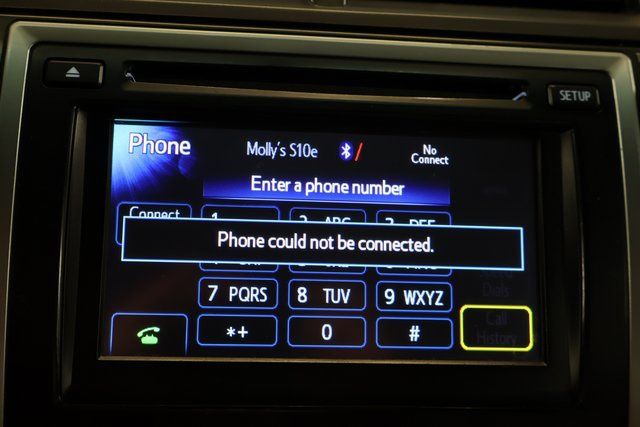 SETUP
Phone
Molly's S10e
No
Connect
Enter a phone number
Connect
Phone could not be connected.
7 PQRS
8 TUV
9 WXYZ
Dials
*+
0
#
Call
History